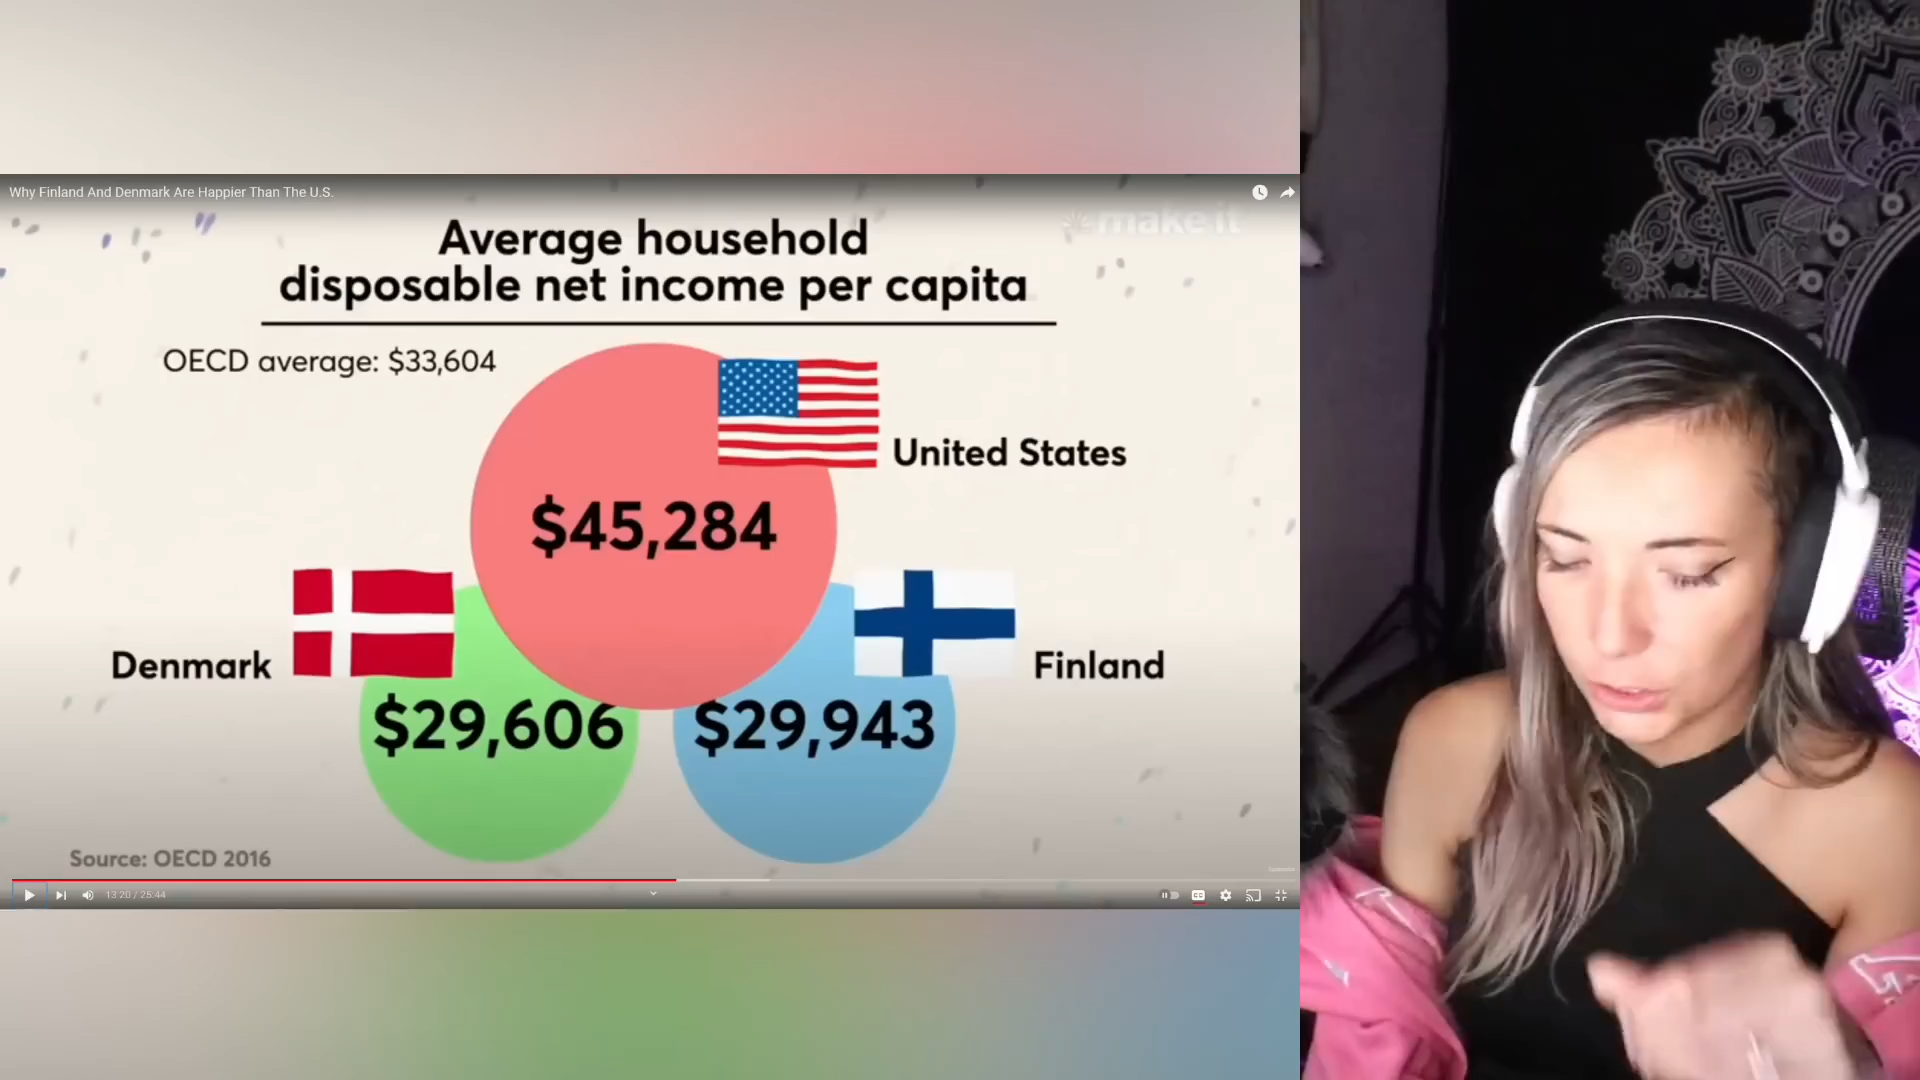 Why Finland And Denmark Are Happier Than The U.S.
make it
Average household
disposable net income per capita
OECD average: $33,604
United States
$45,284
Denmark
Finland
$29,606
$29,943
Source: OECD 2016
13:20 / 25:44
CC